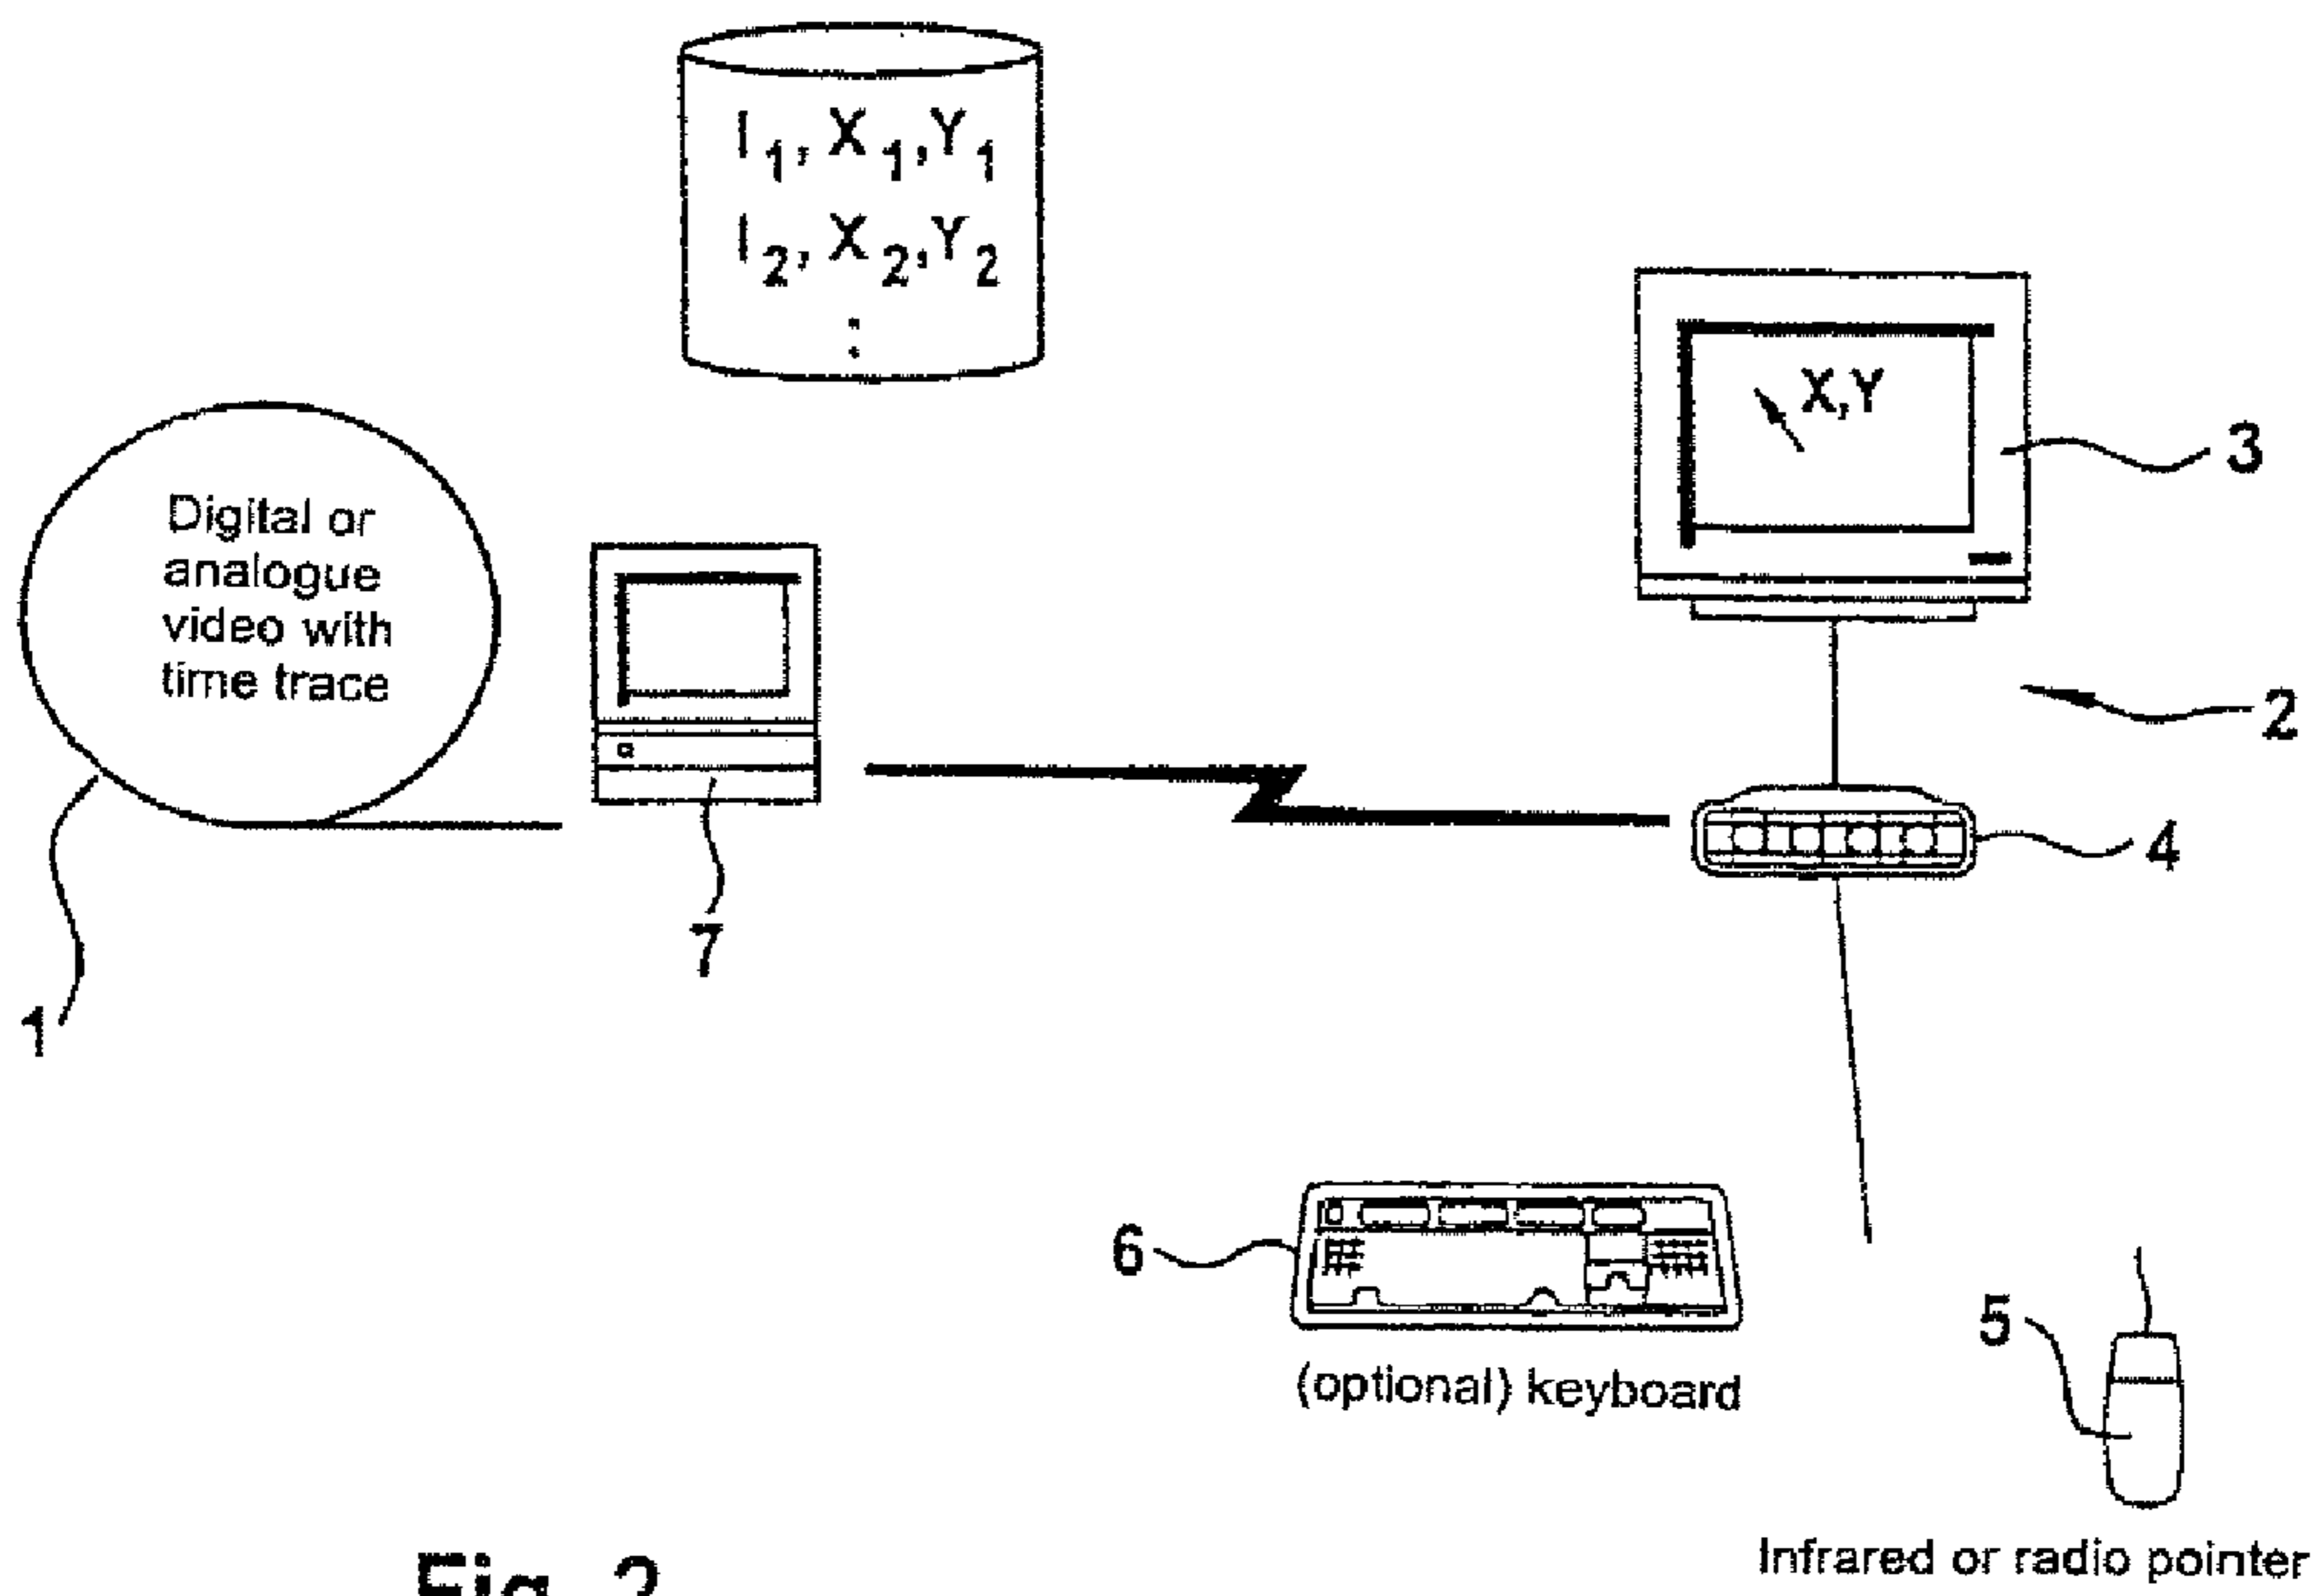 I1, X1, Y1
I2, X2, Y2
:
X,Y
3
Digital or
analogue
video with
time trace
2
4
7
1
6
5
(optional) keyboard
Infrared or radio pointer
Fig. 2